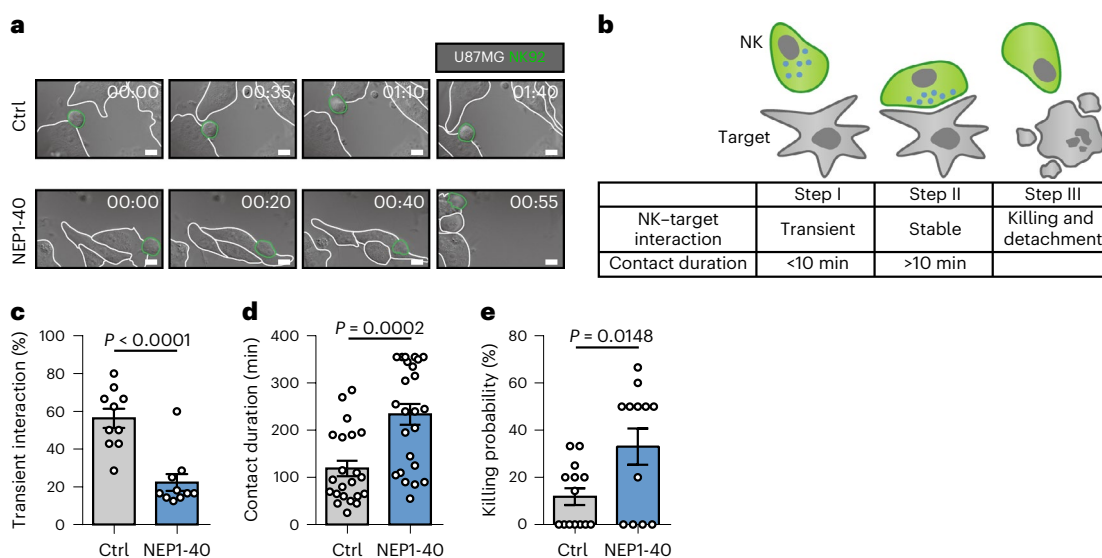 a
U87MG NK92
Ctrl
00:00
00:35
01:10
01:40
NEP1-40
00:00
00:20
00:40
00:55
b
NK
Target
Step I
Step II
Step III
NK–target interaction
Transient
Stable
Killing and detachment
Contact duration
<10 min
>10 min
c
P < 0.0001
Transient interaction (%)
100
80
60
40
20
0
Ctrl
NEP1-40
d
P = 0.0002
Contact duration (min)
400
300
200
100
0
Ctrl
NEP1-40
e
P = 0.0148
Killing probability (%)
80
60
40
20
0
Ctrl
NEP1-40